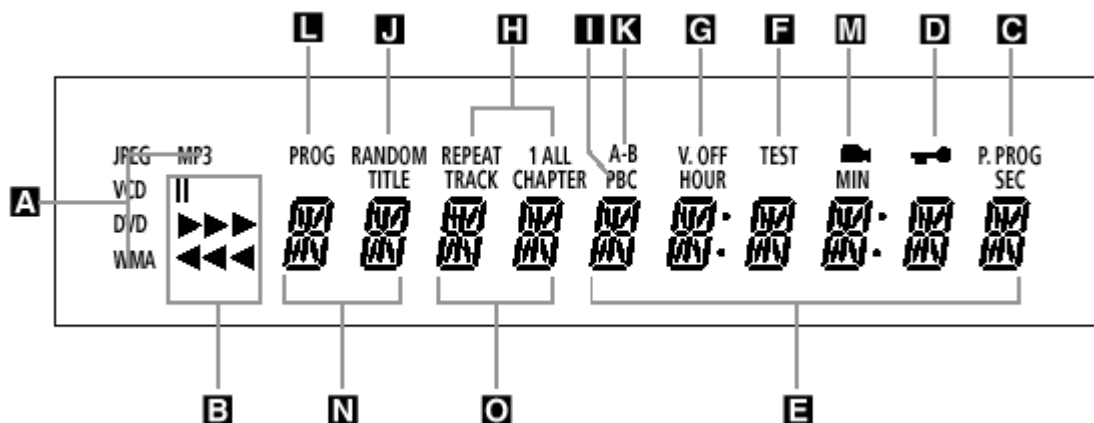 L J H I K G F M D C
JPEG MP3 PROG RANDOM REPEAT 1 ALL A-B V. OFF TEST P. PROG
VCD TITLE TRACK CHAPTER PBC HOUR MIN SEC
A
DVD
WMA
B N O E